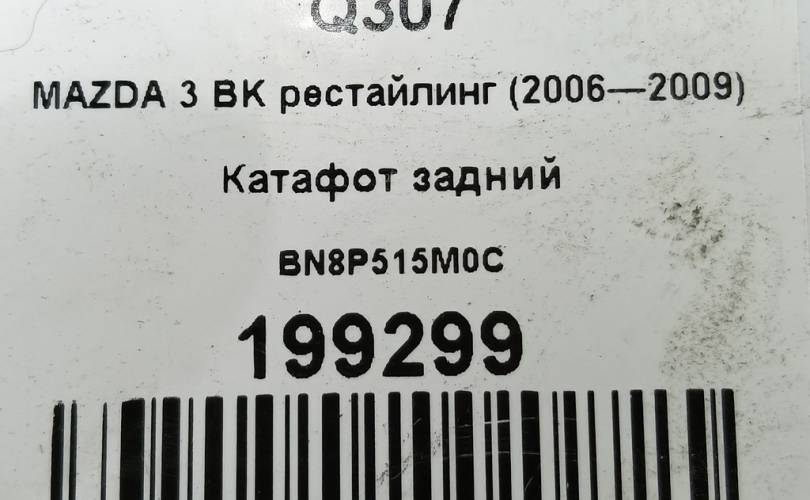 Q307
MAZDA 3 BK рестайлинг (2006—2009)
Катафот задний
BN8P515M0C
199299